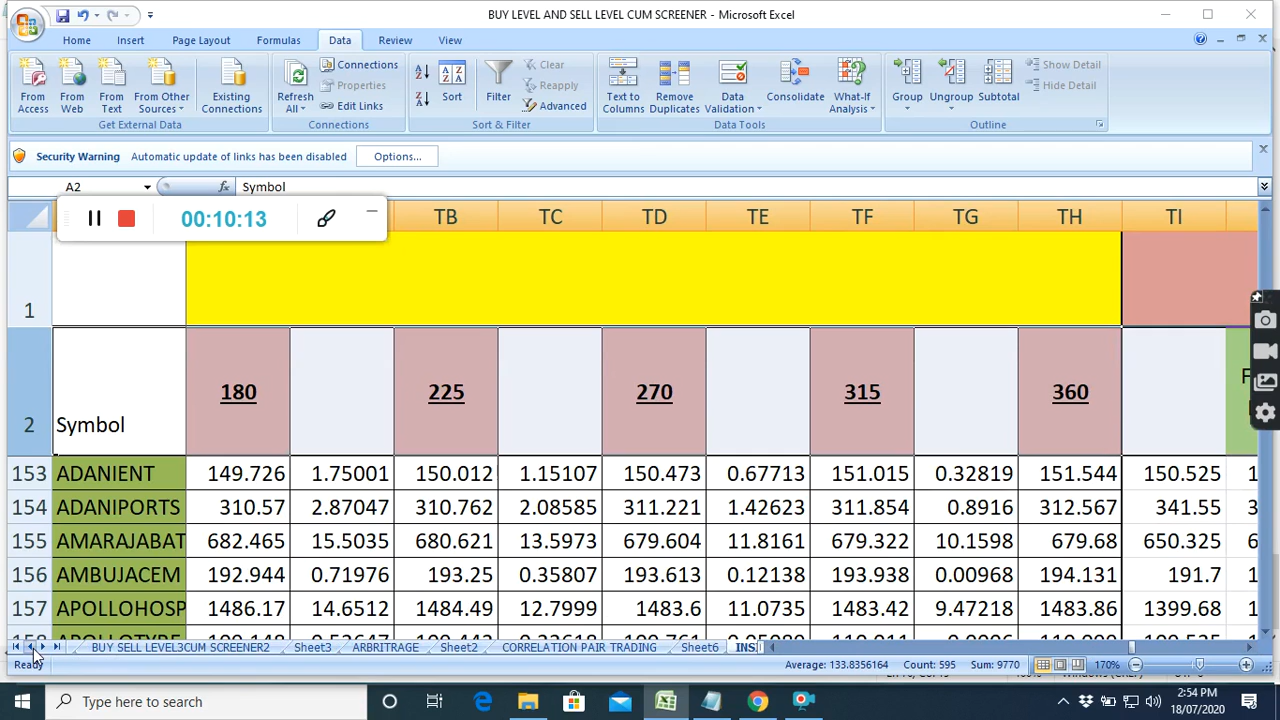 BUY LEVEL AND SELL LEVEL CUM SCREENER - Microsoft Excel
Home Insert Page Layout Formulas Data Review View
From Access From Web From Text From Other Sources Existing Connections Refresh All Connections Properties Edit Links Sort Filter Clear Reapply Advanced Text to Columns Remove Duplicates Data Validation Consolidate What-If Analysis Group Ungroup Subtotal Show Detail Hide Detail
Get External Data Connections Sort & Filter Data Tools Outline
Security Warning Automatic update of links has been disabled Options...
A2 fx Symbol
00:10:13
TB TC TD TE TF TG TH TI
1
2 Symbol 180 225 270 315 360 F
153 ADANIENT 149.726 1.75001 150.012 1.15107 150.473 0.67713 151.015 0.32819 151.544 150.525 1
154 ADANIPORTS 310.57 2.87047 310.762 2.08585 311.221 1.42623 311.854 0.8916 312.567 341.55 3
155 AMARAJABAT 682.465 15.5035 680.621 13.5973 679.604 11.8161 679.322 10.1598 679.68 650.325 6
156 AMBUJACEM 192.944 0.71976 193.25 0.35807 193.613 0.12138 193.938 0.00968 194.131 191.7 1
157 APOLLOHOSP 1486.17 14.6512 1484.49 12.7999 1483.6 11.0735 1483.42 9.47218 1483.86 1399.68 1
BUY SELL LEVEL3CUM SCREENER2 Sheet3 ARBRITRAGE Sheet2 CORRELATION PAIR TRADING Sheet6 INS
Ready Average: 133.8356164 Count: 595 Sum: 9770 170%
Type here to search
2:54 PM
18/07/2020